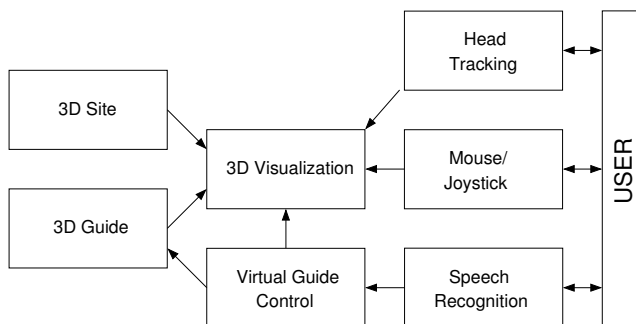 Head
Tracking
3D Site
3D Visualization
Mouse/
Joystick
USER
3D Guide
Virtual Guide
Control
Speech
Recognition